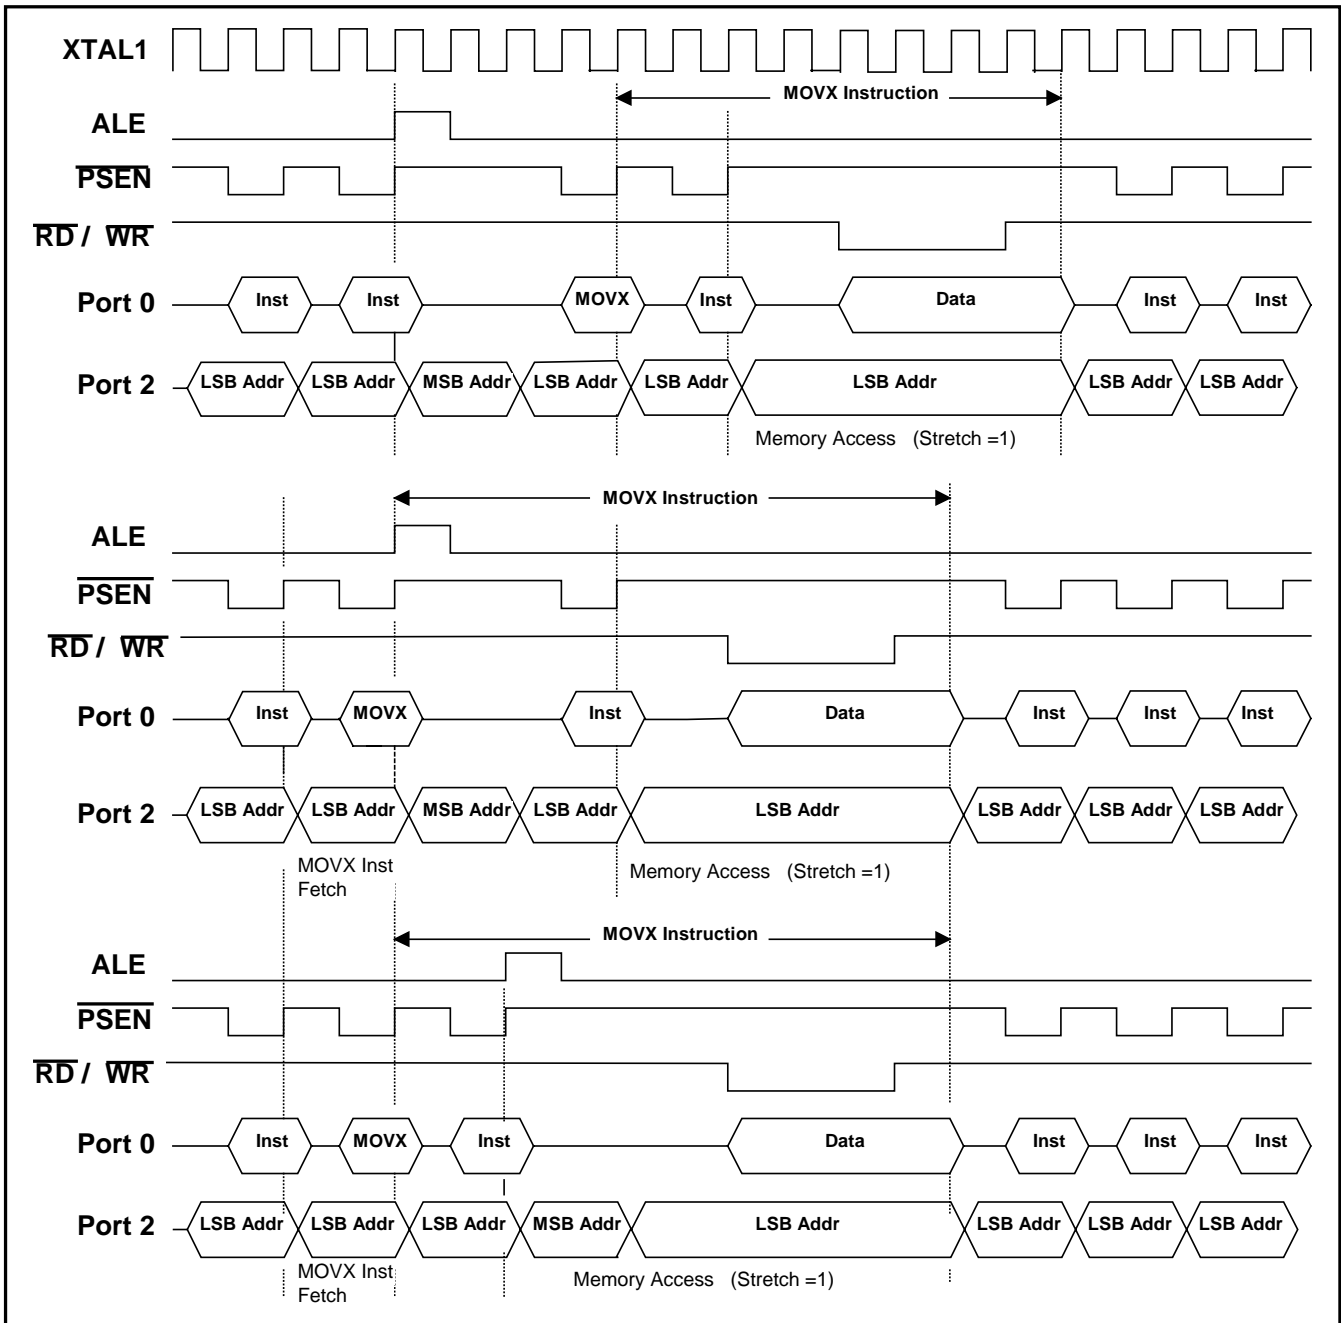 XTAL1
MOVX Instruction
ALE
PSEN
RD / WR
Port 0 Inst Inst MOVX Inst Data Inst Inst
Port 2 LSB Addr LSB Addr MSB Addr LSB Addr LSB Addr LSB Addr LSB Addr LSB Addr
Memory Access (Stretch =1)
MOVX Instruction
ALE
PSEN
RD / WR
Port 0 Inst MOVX Inst Data Inst Inst Inst
Port 2 LSB Addr LSB Addr MSB Addr LSB Addr LSB Addr LSB Addr LSB Addr LSB Addr
MOVX Inst
Fetch
Memory Access (Stretch =1)
MOVX Instruction
ALE
PSEN
RD / WR
Port 0 Inst MOVX Inst Data Inst Inst Inst
Port 2 LSB Addr LSB Addr LSB Addr MSB Addr LSB Addr LSB Addr LSB Addr LSB Addr
MOVX Inst
Fetch
Memory Access (Stretch =1)